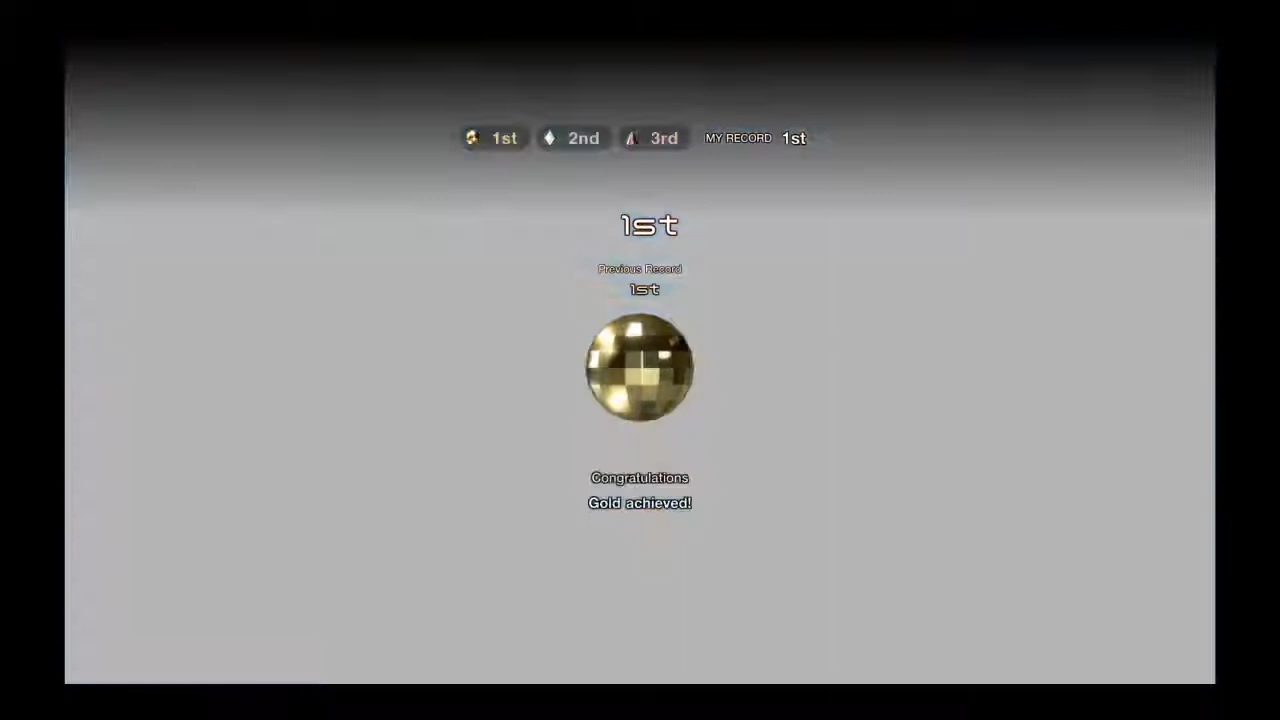 1st 2nd 3rd MY RECORD 1st
1st
Previous Record
1st
Congratulations
Gold achieved!